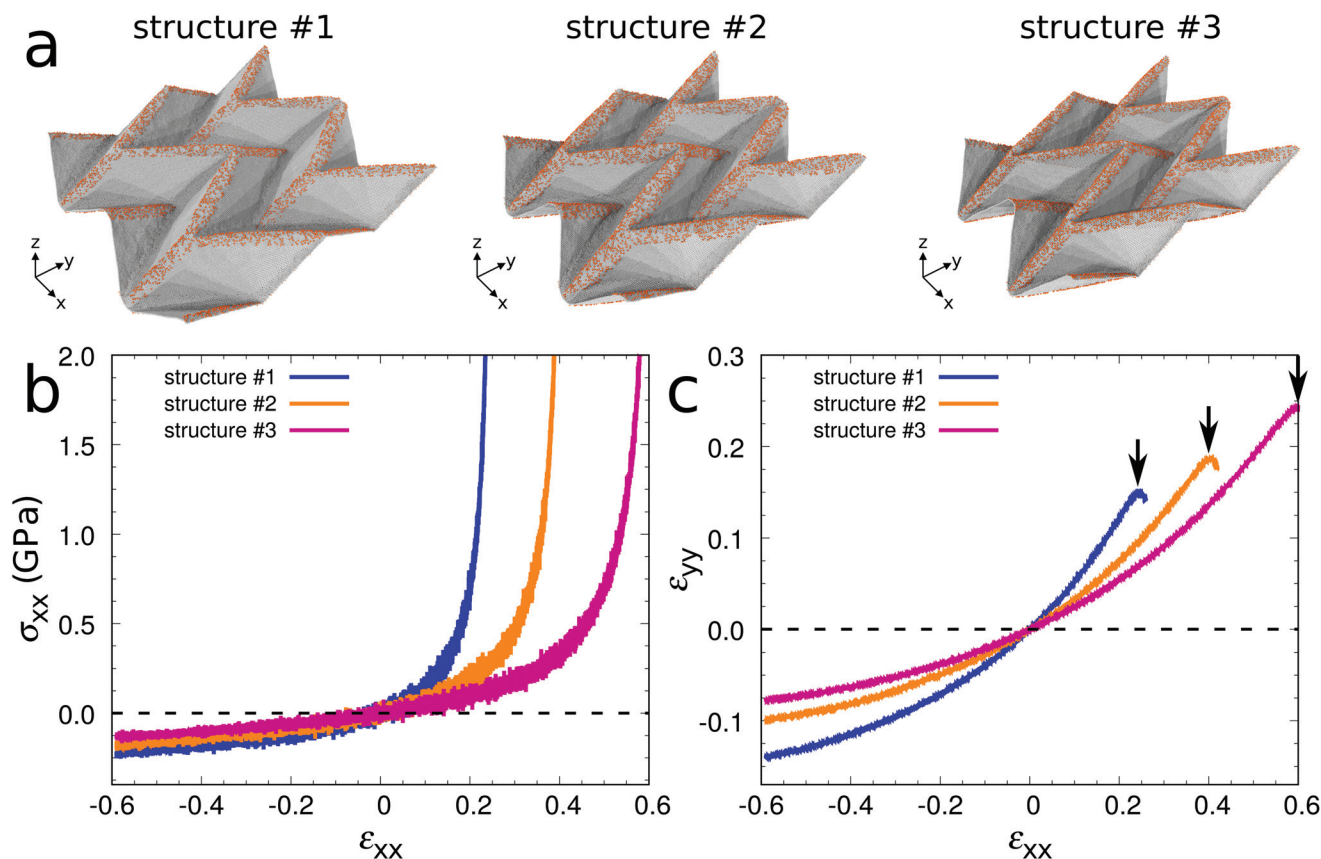 a
structure #1
structure #2
structure #3
z
y
x
z
y
x
z
y
x
b
structure #1
structure #2
structure #3
2.0
1.5
1.0
0.5
0.0
σxx (GPa)
-0.6
-0.4
-0.2
0
0.2
0.4
0.6
εxx
c
structure #1
structure #2
structure #3
0.3
0.2
0.1
0.0
-0.1
εyy
-0.6
-0.4
-0.2
0
0.2
0.4
0.6
εxx